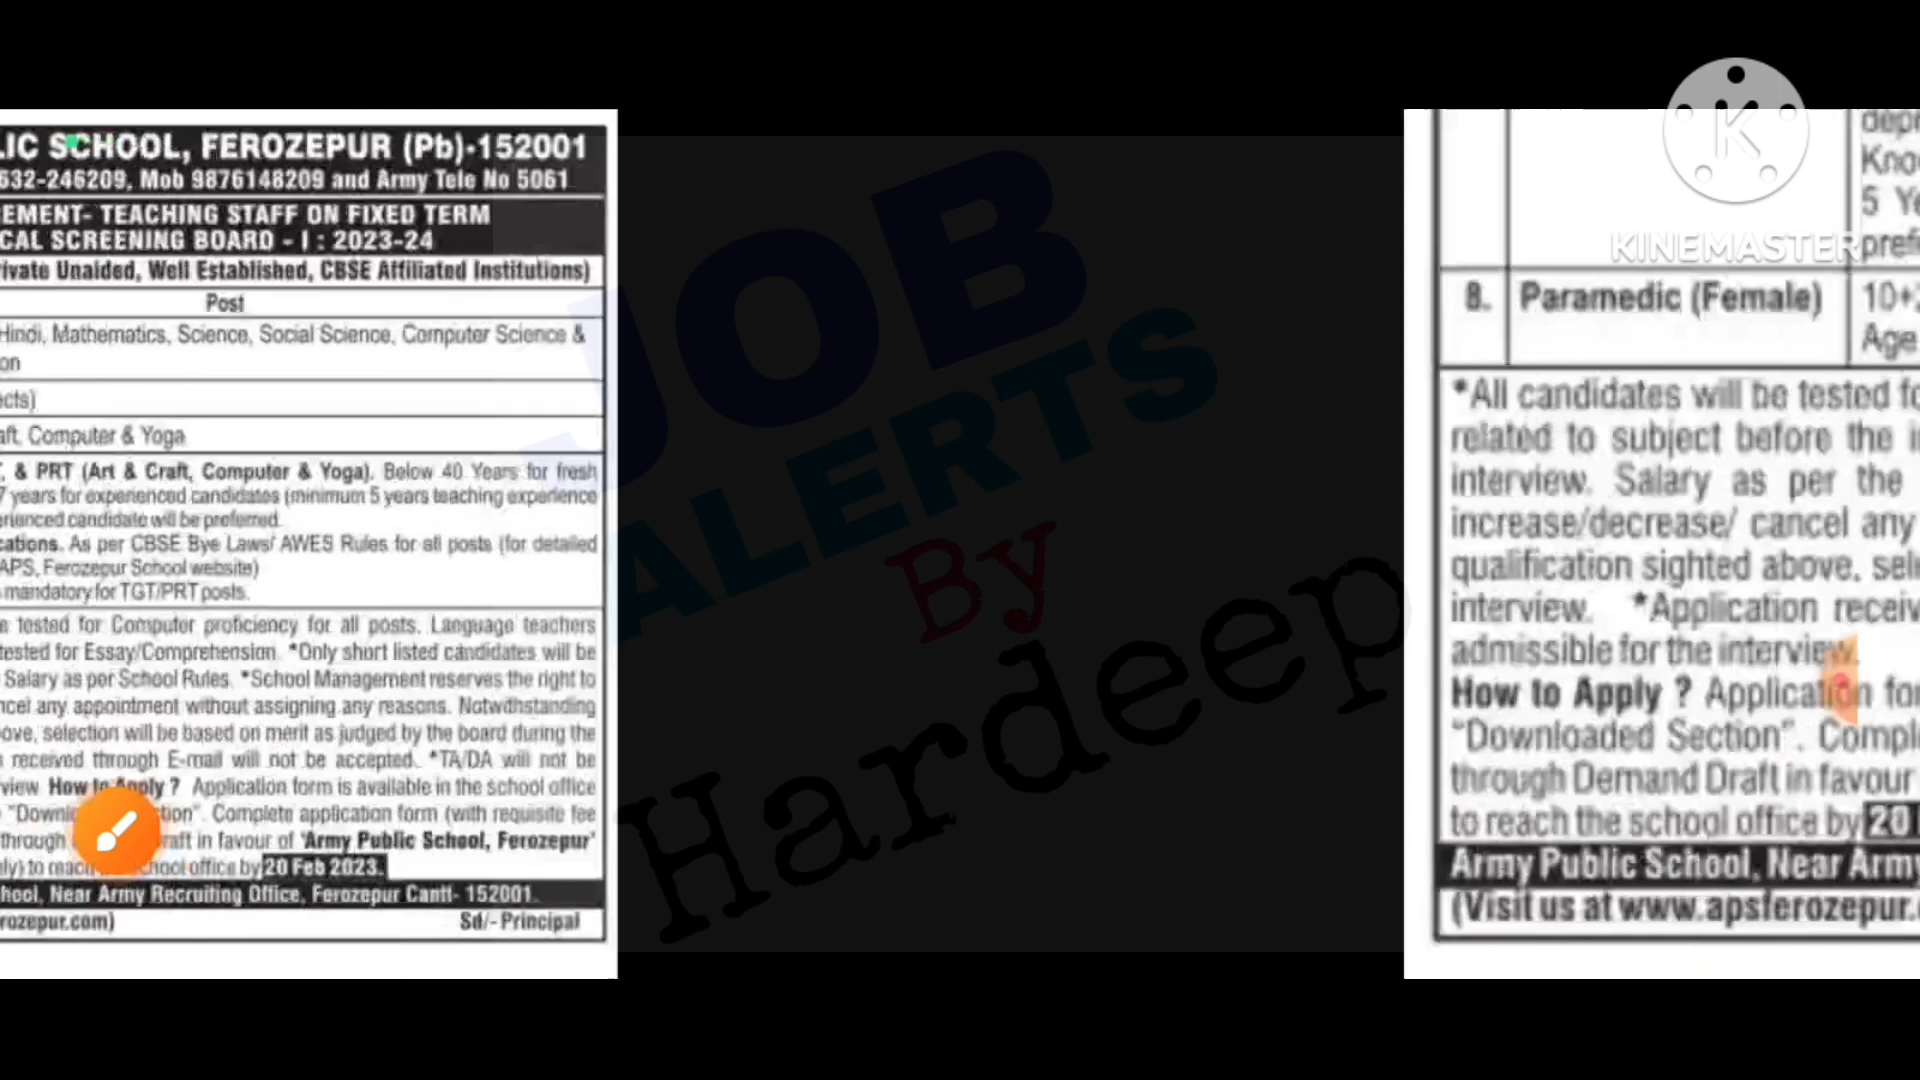 LIC SCHOOL, FEROZEPUR (Pb)-152001
632-246209, Mob 9876148209 and Army Tele No 5061
EMENT- TEACHING STAFF ON FIXED TERM
CAL SCREENING BOARD - I : 2023-24
rivate Unaided, Well Established, CBSE Affiliated Institutions)
Post
Hindi, Mathematics, Science, Social Science, Computer Science &
on
ects)
aft, Computer & Yoga
, & PRT (Art & Craft, Computer & Yoga). Below 40 Years for fresh
7 years for experienced candidates (minimum 5 years teaching experience
erienced candidate will be preferred.
cations. As per CBSE Bye Laws/ AWES Rules for all posts (for detailed
APS, Ferozepur School website)
mandatory for TGT/PRT posts.
e tested for Computer proficiency for all posts. Language teachers
tested for Essay/Comprehension. *Only short listed candidates will be
Salary as per School Rules. *School Management reserves the right to
ncel any appointment without assigning any reasons. Notwithstanding
ove, selection will be based on merit as judged by the board during the
received through E-mail will not be accepted. *TA/DA will not be
view How to Apply ? Application form is available in the school office
"Downl tion". Complete application form (with requisite fee
through raft in favour of 'Army Public School, Ferozepur'
ly) to reach school office by 20 Feb 2023.
hool, Near Army Recruiting Office, Ferozepur Cantt- 152001.
rozepur.com) Sd/- Principal
JOB
ALERTS
By
Hardeep
depr
Know
5 Ye
prefe
KINEMASTER
8. Paramedic (Female) 10+2
Age
*All candidates will be tested fo
related to subject before the i
interview. Salary as per the
increase/decrease/ cancel any
qualification sighted above, sele
interview. *Application receiv
admissible for the interview.
How to Apply ? Application for
"Downloaded Section". Comple
through Demand Draft in favour
to reach the school office by 20
Army Public School, Near Army
(Visit us at www.apsferozepur.